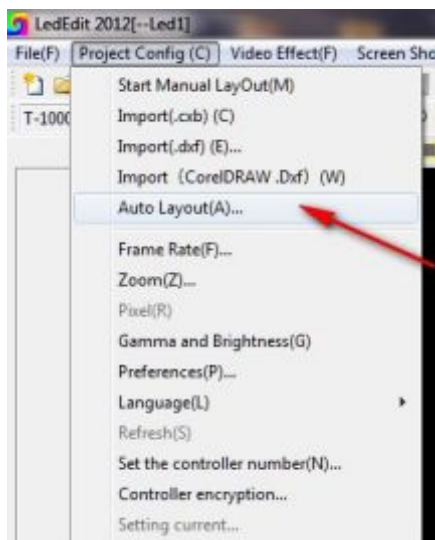 LedEdit 2012[--Led1]
File(F) Project Config (C) Video Effect(F) Screen Sho
T-1000
Start Manual LayOut(M)
Import(.cxb) (C)
Import(.dxf) (E)...
Import (CorelDRAW .Dxf) (W)
Auto Layout(A)...
Frame Rate(F)...
Zoom(Z)...
Pixel(R)
Gamma and Brightness(G)
Preferences(P)...
Language(L)
Refresh(S)
Set the controller number(N)...
Controller encryption...
Setting current...